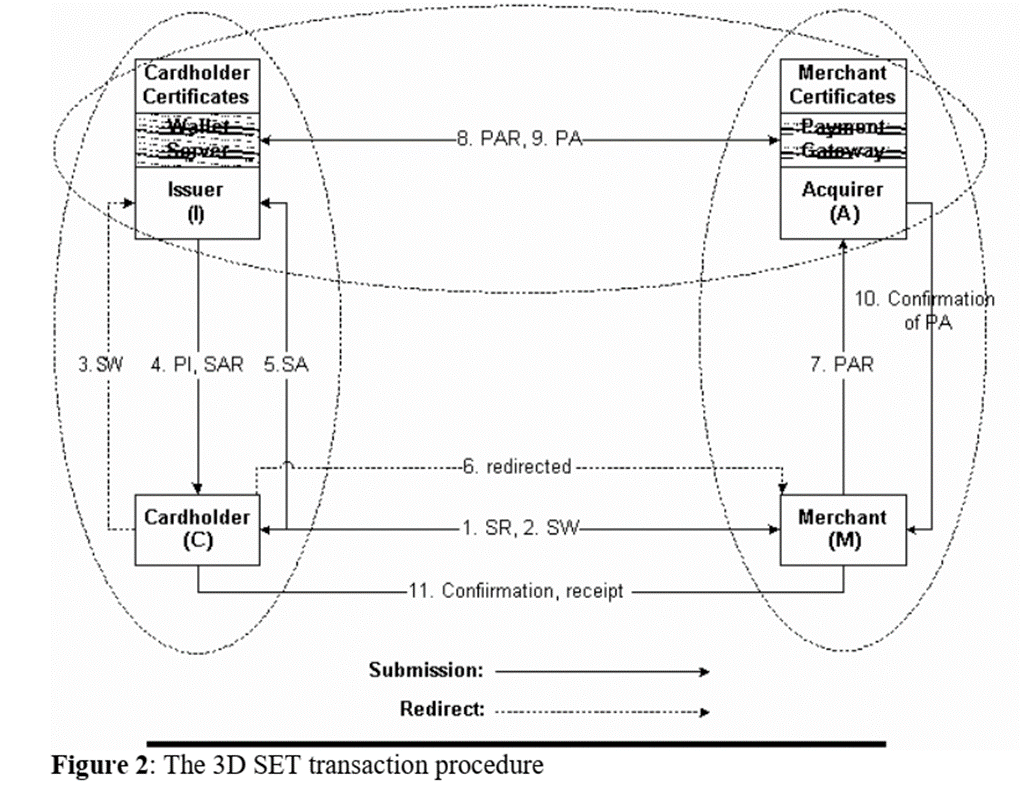 Cardholder
Certificates
Wallet
Server
Issuer
(I)
Merchant
Certificates
Payment
Gateway
Acquirer
(A)
8. PAR, 9. PA
10. Confirmation
of PA
3.SW
4. PI, SAR
5.SA
7. PAR
6. redirected
Cardholder
(C)
1. SR, 2. SW
Merchant
(M)
11. Confiirmation, receipt
Submission:
Redirect:
Figure 2: The 3D SET transaction procedure